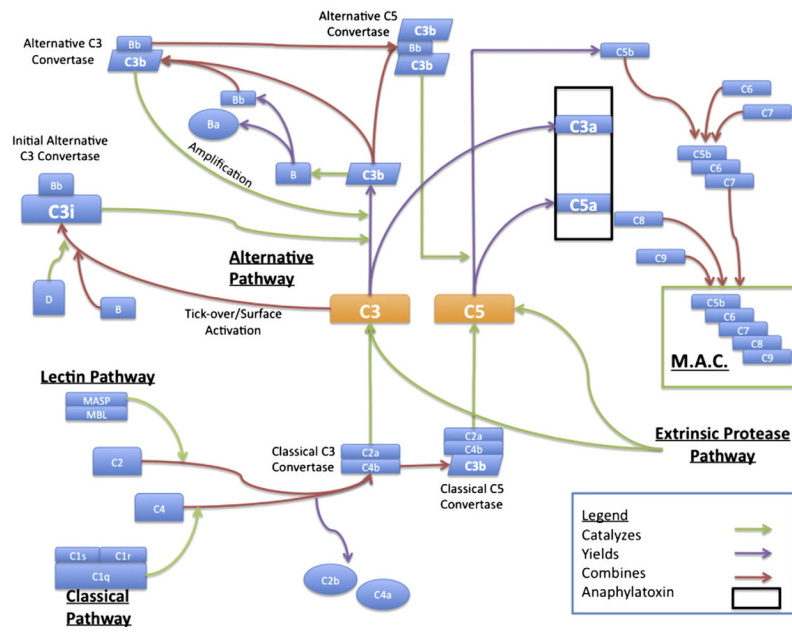 Alternative C5
Convertase
C3b
Bb
C3b
Alternative C3
Convertase
Bb
C3b
C5b
C6
C7
Bb
Ba
B
C3b
Amplification
C3a
C5b
C6
C7
Initial Alternative
C3 Convertase
Bb
C3i
C5a
C8
C9
Alternative
Pathway
D
B
C3
C5
Tick-over/Surface
Activation
C5b
C6
C7
C8
C9
M.A.C.
Lectin Pathway
MASP
MBL
C2
C4
Classical C3
Convertase
C2a
C4b
C2a
C4b
C3b
Classical C5
Convertase
Extrinsic Protease
Pathway
C1s
C1r
C1q
Classical
Pathway
C2b
C4a
Legend
Catalyzes
Yields
Combines
Anaphylatoxin